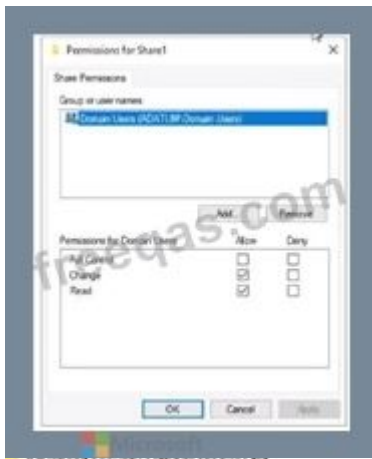 Permissions for Share1
Share Permissions
Group or user names:
Domain Users (ADATUM\Domain Users)
Add... Remove
Permissions for Domain Users Allow Deny
Full Control
Change
Read
OK Cancel Apply
freeqas.com
Microsoft